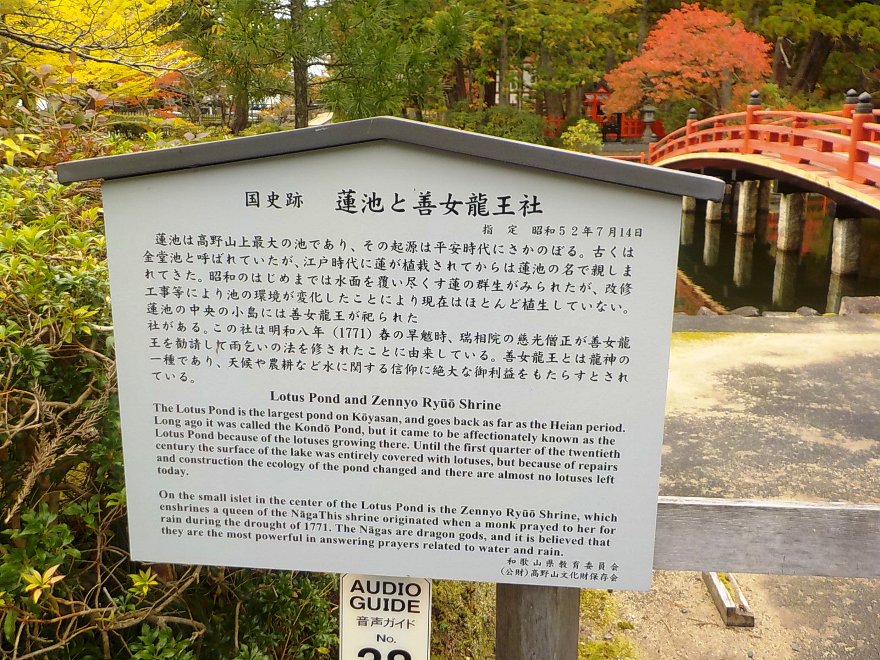 国史跡 蓮池と善女龍王社
指定 昭和52年7月14日
蓮池は高野山上最大の池であり、その起源は平安時代にさかのぼる。古くは
金堂池と呼ばれていたが、江戸時代に蓮が植栽されてからは蓮池の名で親しま
れてきた。昭和のはじめまでは水面を覆い尽くす蓮の群生がみられたが、改修
工事等により池の環境が変化したことにより現在はほとんど植生していない。
蓮池の中央の小島には善女龍王が祀られた
社がある。この社は明和八年(1771)春の旱魃時、瑞相院の慈光僧正が善女龍
王を勧請して雨乞いの法を修されたことに由来している。善女龍王とは龍神の
一種であり、天候や農耕など水に関する信仰に絶大な御利益をもたらすとされ
ている。
Lotus Pond and Zennyo Ryūō Shrine
The Lotus Pond is the largest pond on Kōyasan, and goes back as far as the Heian period.
Long ago it was called the Kondō Pond, but it came to be affectionately known as the
Lotus Pond because of the lotuses growing there. Until the first quarter of the twentieth
century the surface of the lake was entirely covered with lotuses, but because of repairs
and construction the ecology of the pond changed and there are almost no lotuses left
today.
On the small islet in the center of the Lotus Pond is the Zennyo Ryūō Shrine, which
enshrines a queen of the NāgaThis shrine originated when a monk prayed to her for
rain during the drought of 1771. The Nāgas are dragon gods, and it is believed that
they are the most powerful in answering prayers related to water and rain.
和歌山県教育委員会
(公財)高野山文化財保存会
AUDIO
GUIDE
音声ガイド
No.
28